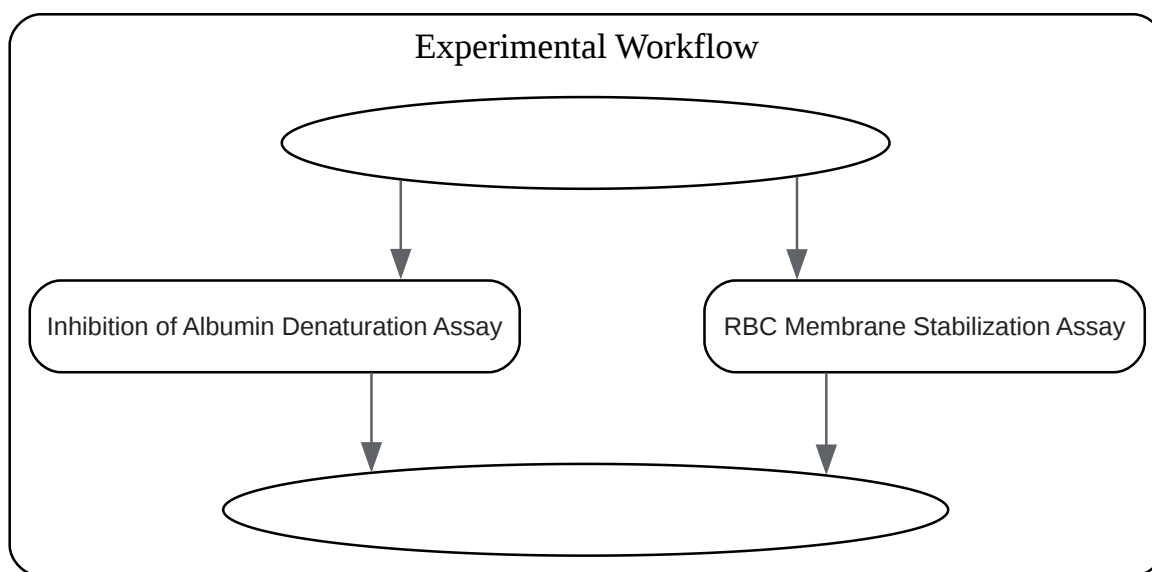 Experimental Workflow
Inhibition of Albumin Denaturation Assay
RBC Membrane Stabilization Assay